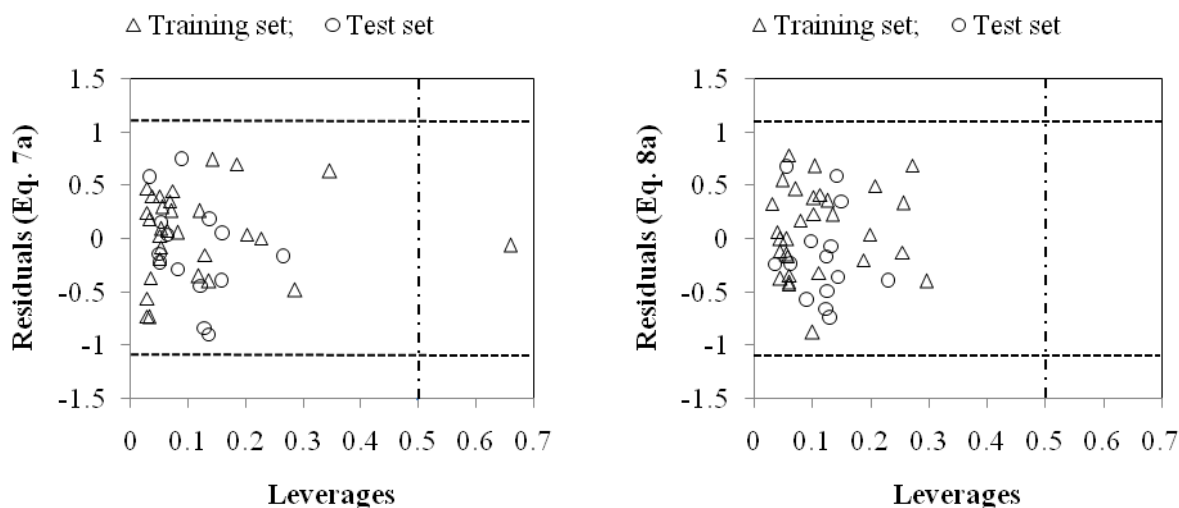 △ Training set; ○ Test set
Residuals (Eq. 7a)
1.5
1
0.5
0
-0.5
-1
-1.5
0 0.1 0.2 0.3 0.4 0.5 0.6 0.7
Leverages
△ Training set; ○ Test set
Residuals (Eq. 8a)
1.5
1
0.5
0
-0.5
-1
-1.5
0 0.1 0.2 0.3 0.4 0.5 0.6 0.7
Leverages